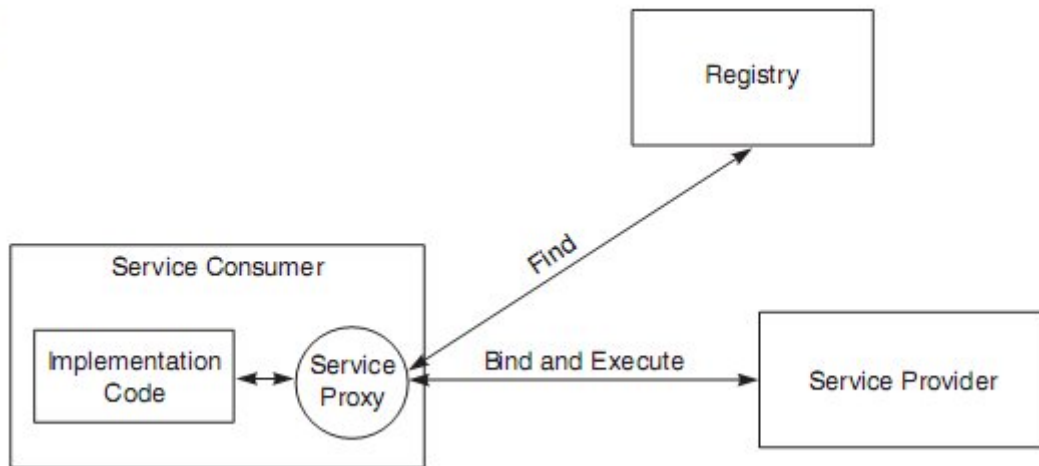 Registry
Find
Service Consumer
Implementation
Code
Service
Proxy
Bind and Execute
Service Provider